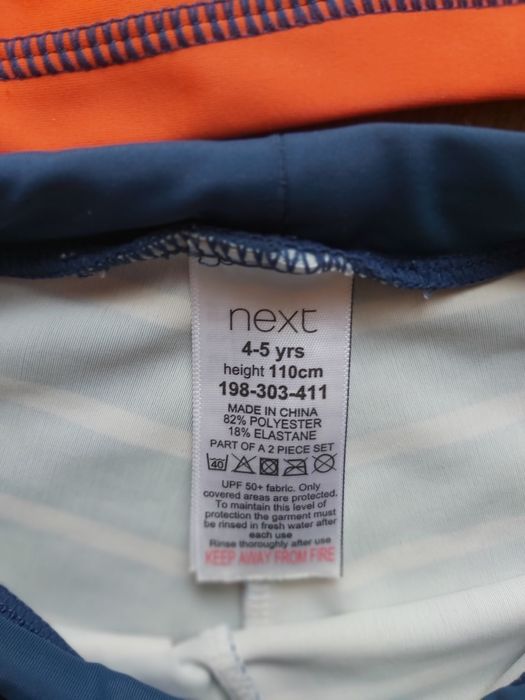 next
4-5 yrs
height 110cm
198-303-411
MADE IN CHINA
82% POLYESTER
18% ELASTANE
PART OF A 2 PIECE SET
40
UPF 50+ fabric. Only
covered areas are protected.
To maintain this level of
protection the garment must
be rinsed in fresh water after
each use
Rinse thoroughly after use
KEEP AWAY FROM FIRE